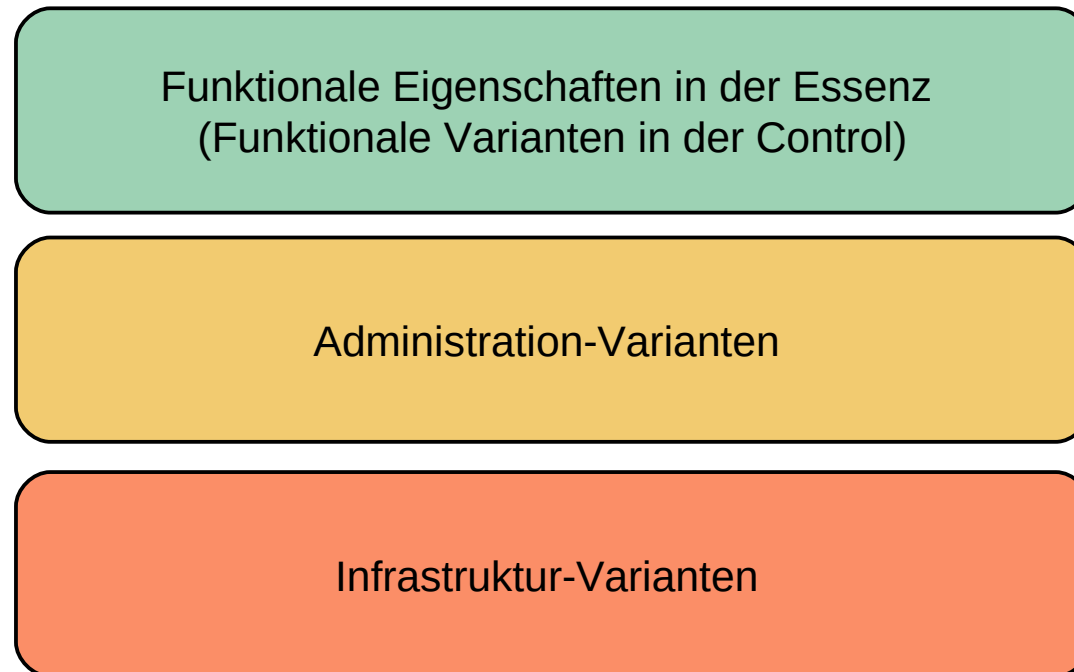 Funktionale Eigenschaften in der Essenz
(Funktionale Varianten in der Control)
Administration-Varianten
Infrastruktur-Varianten